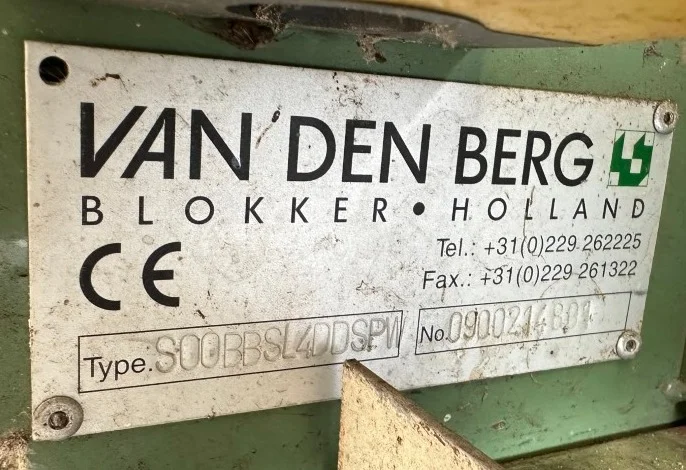 VAN DEN BERG
BLOKKER • HOLLAND
Tel.: +31(0)229 262225
CE Fax.: +31(0)229 261322
Type. SOOBBSL4DDSPW No. 0900214801